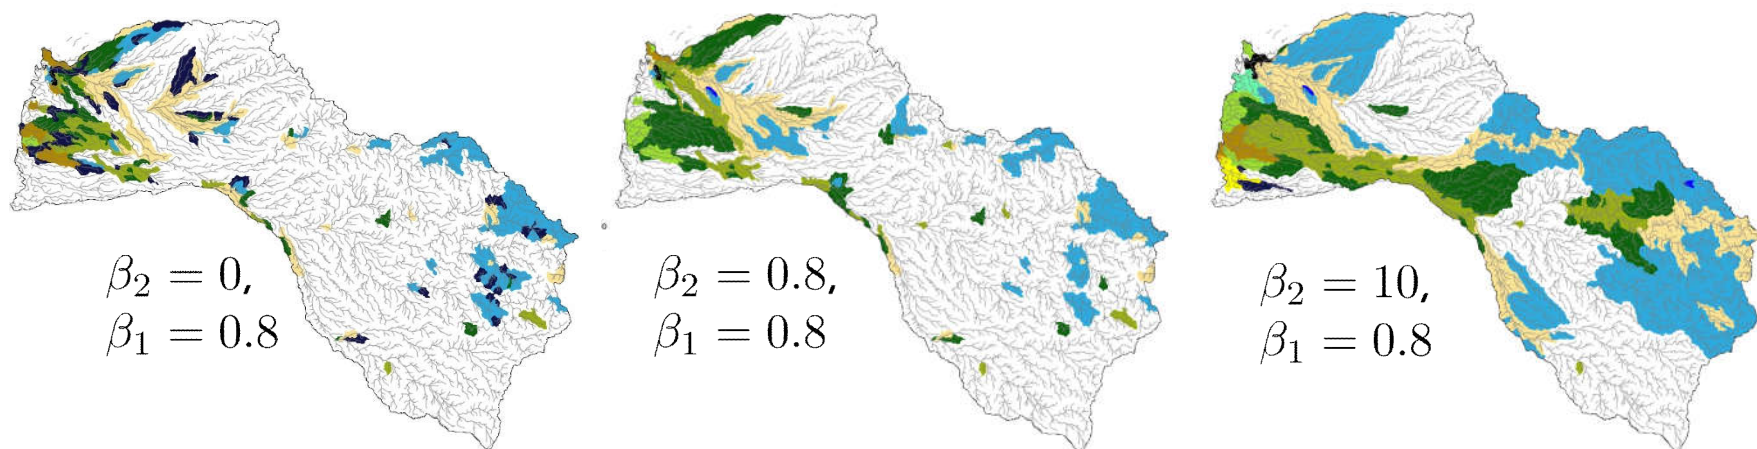 β₂ = 0,
β₁ = 0.8
β₂ = 0.8,
β₁ = 0.8
β₂ = 10,
β₁ = 0.8